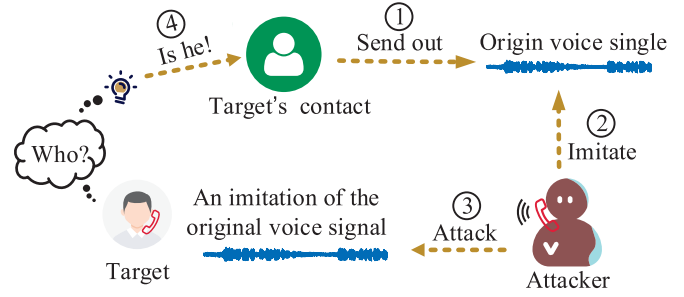 ④
Is he!
①
Send out
Origin voice single
Target's contact
②
Imitate
Who?
An imitation of the
original voice signal
③
Attack
Target
Attacker